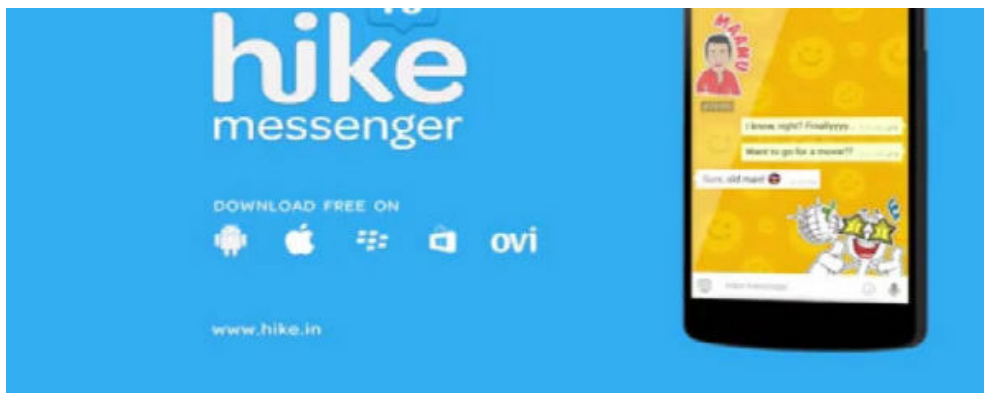 hike
messenger
DOWNLOAD FREE ON
ovi
www.hike.in
MAAMU
I know, right? Finallyyyy...
Want to go for a movie??
Sure, old man!